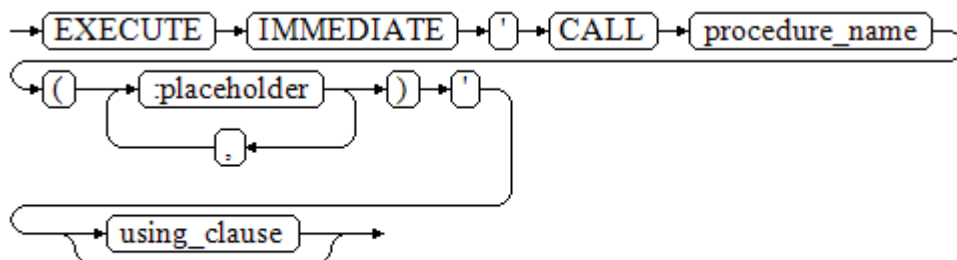 EXECUTE IMMEDIATE ' CALL procedure_name
( :placeholder ) '
,
using_clause